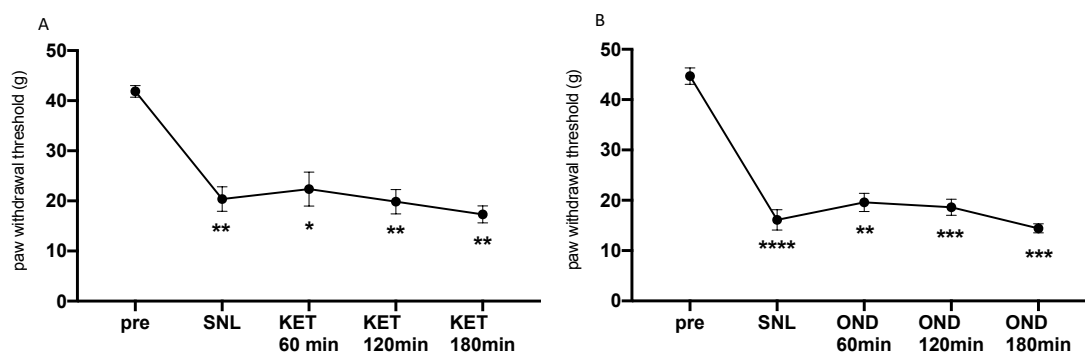 A
paw withdrawal threshold (g)
50
40
30
20
10
0
**
*
**
**
pre SNL KET KET KET
60 min 120min 180min
B
paw withdrawal threshold (g)
50
40
30
20
10
0
****
**
***
***
pre SNL OND OND OND
60min 120min 180min